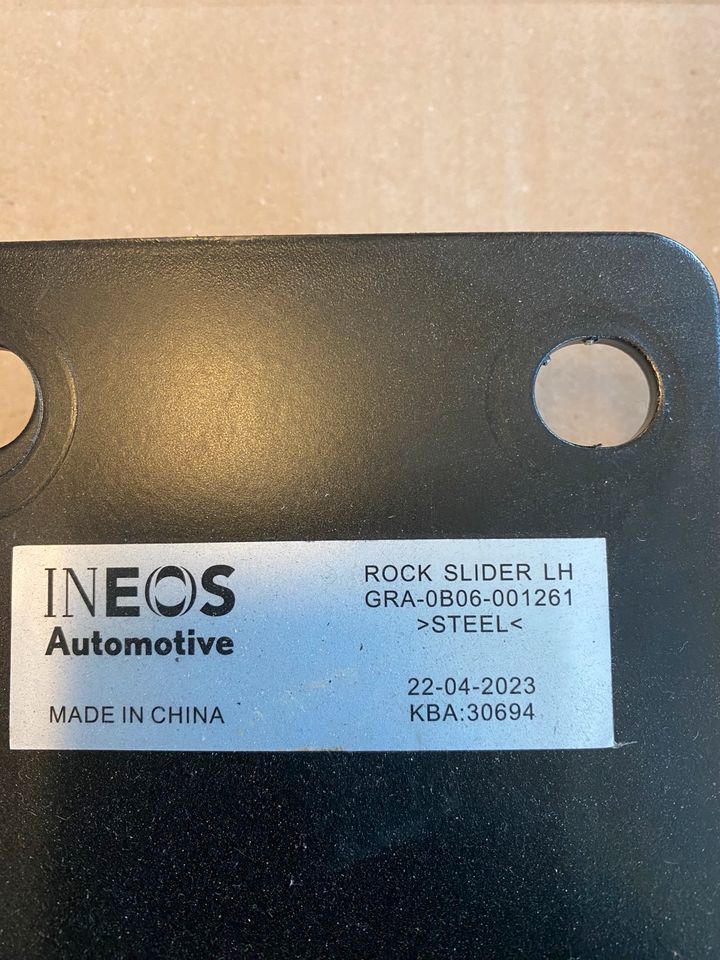 INEOS
Automotive
MADE IN CHINA
ROCK SLIDER LH
GRA-0B06-001261
>STEEL<
22-04-2023
KBA:30694